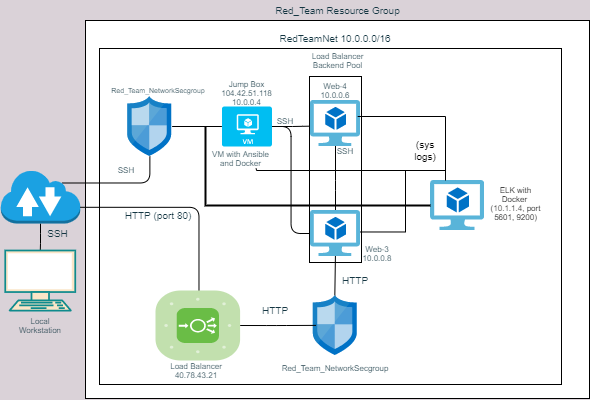 Red_Team Resource Group
RedTeamNet 10.0.0.0/16
Load Balancer
Backend Pool
Red_Team_NetworkSecgroup
Jump Box
104.42.51.118
10.0.0.4
Web-4
10.0.0.6
SSH
VM
SSH
(sys
logs)
VM with Ansible
and Docker
SSH
ELK with
Docker
(10.1.1.4, port
5601, 9200)
HTTP (port 80)
SSH
Web-3
10.0.0.8
HTTP
HTTP
Local
Workstation
Load Balancer
40.78.43.21
Red_Team_NetworkSecgroup